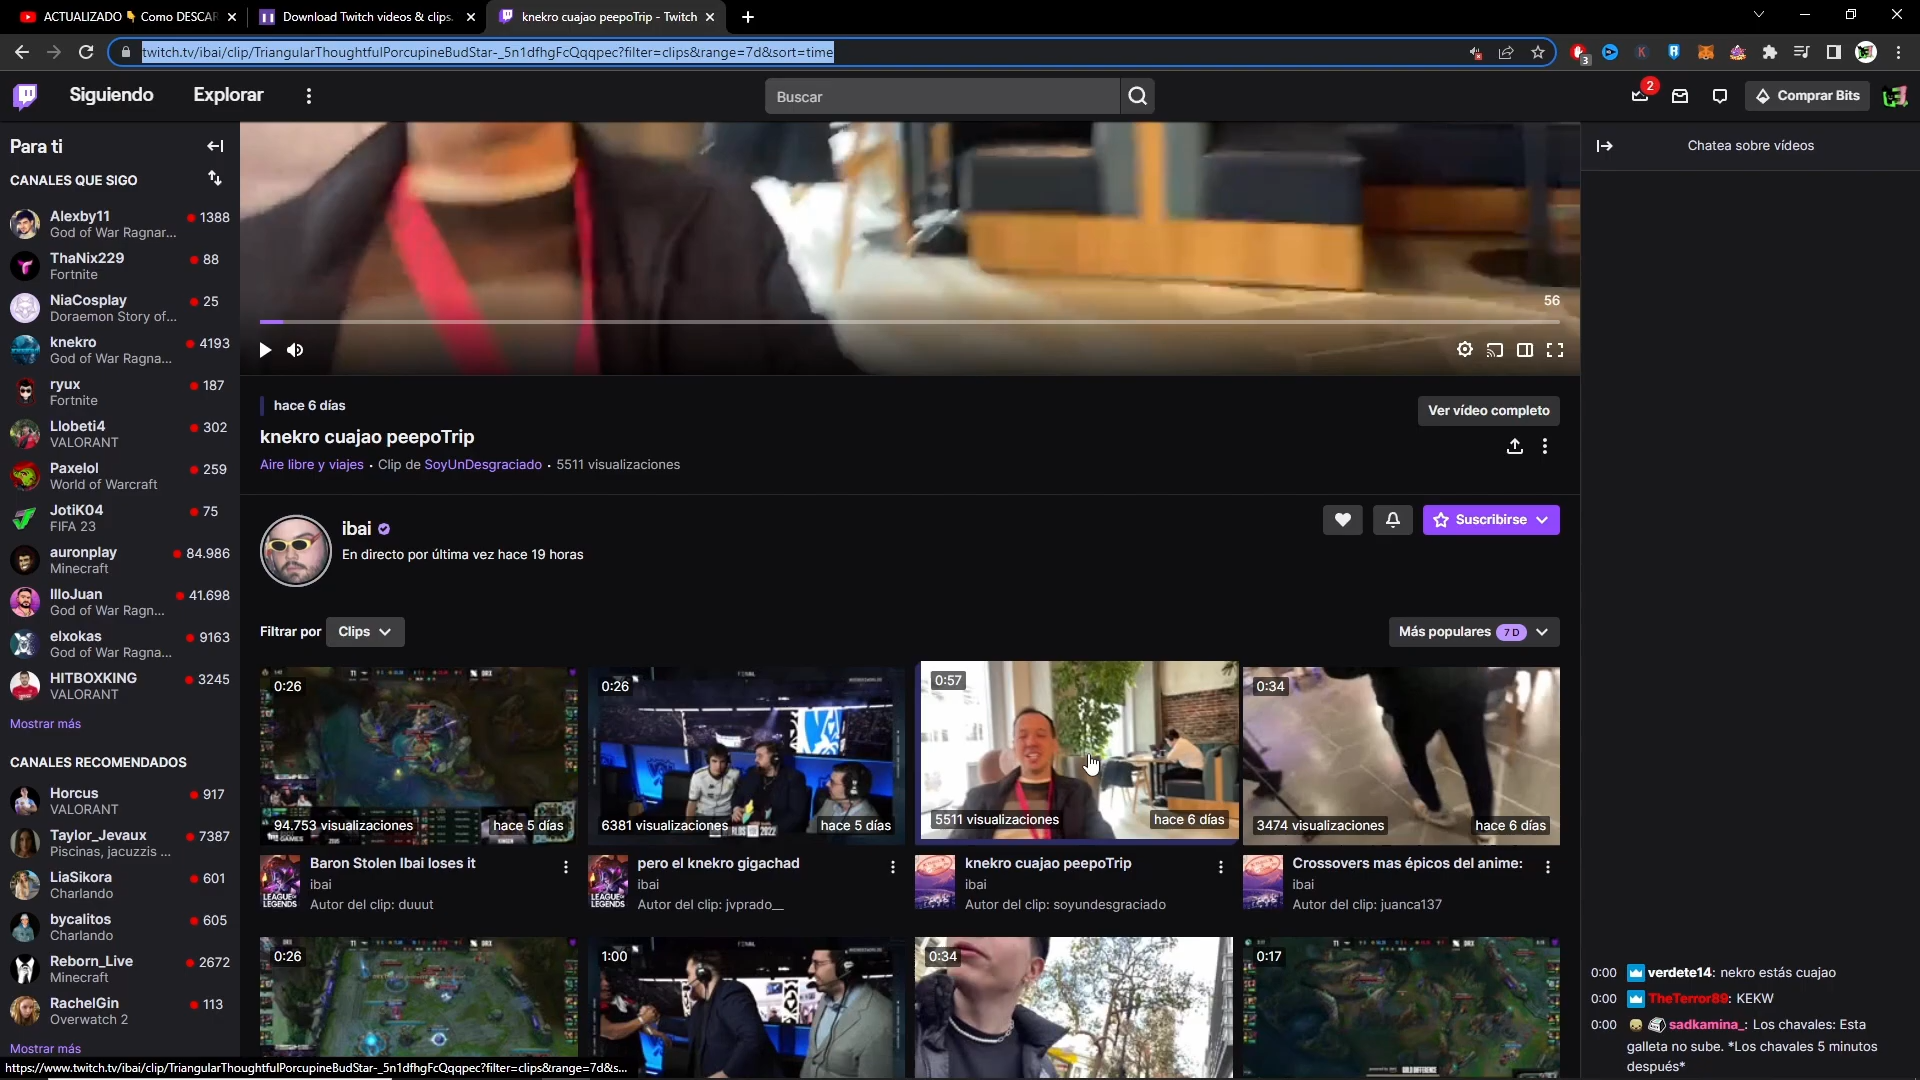 ACTUALIZADO 👇 Como DESCAR
Download Twitch videos & clips.
knekro cuajao peepoTrip - Twitch
twitch.tv/ibai/clip/TriangularThoughtfulPorcupineBudStar-_5n1dfhgFcQqqpec?filter=clips&range=7d&sort=time
3
Siguiendo
Explorar
Buscar
2
Comprar Bits
Para ti
CANALES QUE SIGO
Alexby11
1388
God of War Ragnar...
ThaNix229
88
Fortnite
NiaCosplay
25
Doraemon Story of...
knekro
4193
God of War Ragna...
ryux
187
Fortnite
Llobeti4
302
VALORANT
Paxelol
259
World of Warcraft
JotiK04
75
FIFA 23
auronplay
84.986
Minecraft
IlloJuan
41.698
God of War Ragn...
elxokas
9163
God of War Ragna...
HITBOXKING
3245
VALORANT
Mostrar más
CANALES RECOMENDADOS
Horcus
917
VALORANT
Taylor_Jevaux
7387
Piscinas, jacuzzis ...
LiaSikora
601
Charlando
bycalitos
605
Charlando
Reborn_Live
2672
Minecraft
RachelGin
113
Overwatch 2
Mostrar más
https://www.twitch.tv/ibai/clip/TriangularThoughtfulPorcupineBudStar-_5n1dfhgFcQqqpec?filter=clips&range=7d&s...
56
hace 6 días
Ver vídeo completo
knekro cuajao peepoTrip
Aire libre y viajes • Clip de SoyUnDesgraciado • 5511 visualizaciones
ibai
Suscribirse
En directo por última vez hace 19 horas
Filtrar por
Clips
Más populares 7 D
0:26
94.753 visualizaciones
hace 5 días
LEAGUE of LEGENDS
Baron Stolen Ibai loses it
ibai
Autor del clip: duuut
0:26
FINAL
6381 visualizaciones
hace 5 días
LEAGUE of LEGENDS
pero el knekro gigachad
ibai
Autor del clip: jvprado__
0:57
5511 visualizaciones
hace 6 días
knekro cuajao peepoTrip
ibai
Autor del clip: soyundesgraciado
0:34
3474 visualizaciones
hace 6 días
Crossovers mas épicos del anime:
ibai
Autor del clip: juanca137
0:26
1:00
FINAL
0:34
0:17
GOLD DIFFERENCE
Chatea sobre vídeos
0:00 verdete14: nekro estás cuajao
0:00 TheTerror89: KEKW
0:00 sadkamina_: Los chavales: Esta
galleta no sube. *Los chavales 5 minutos
después*